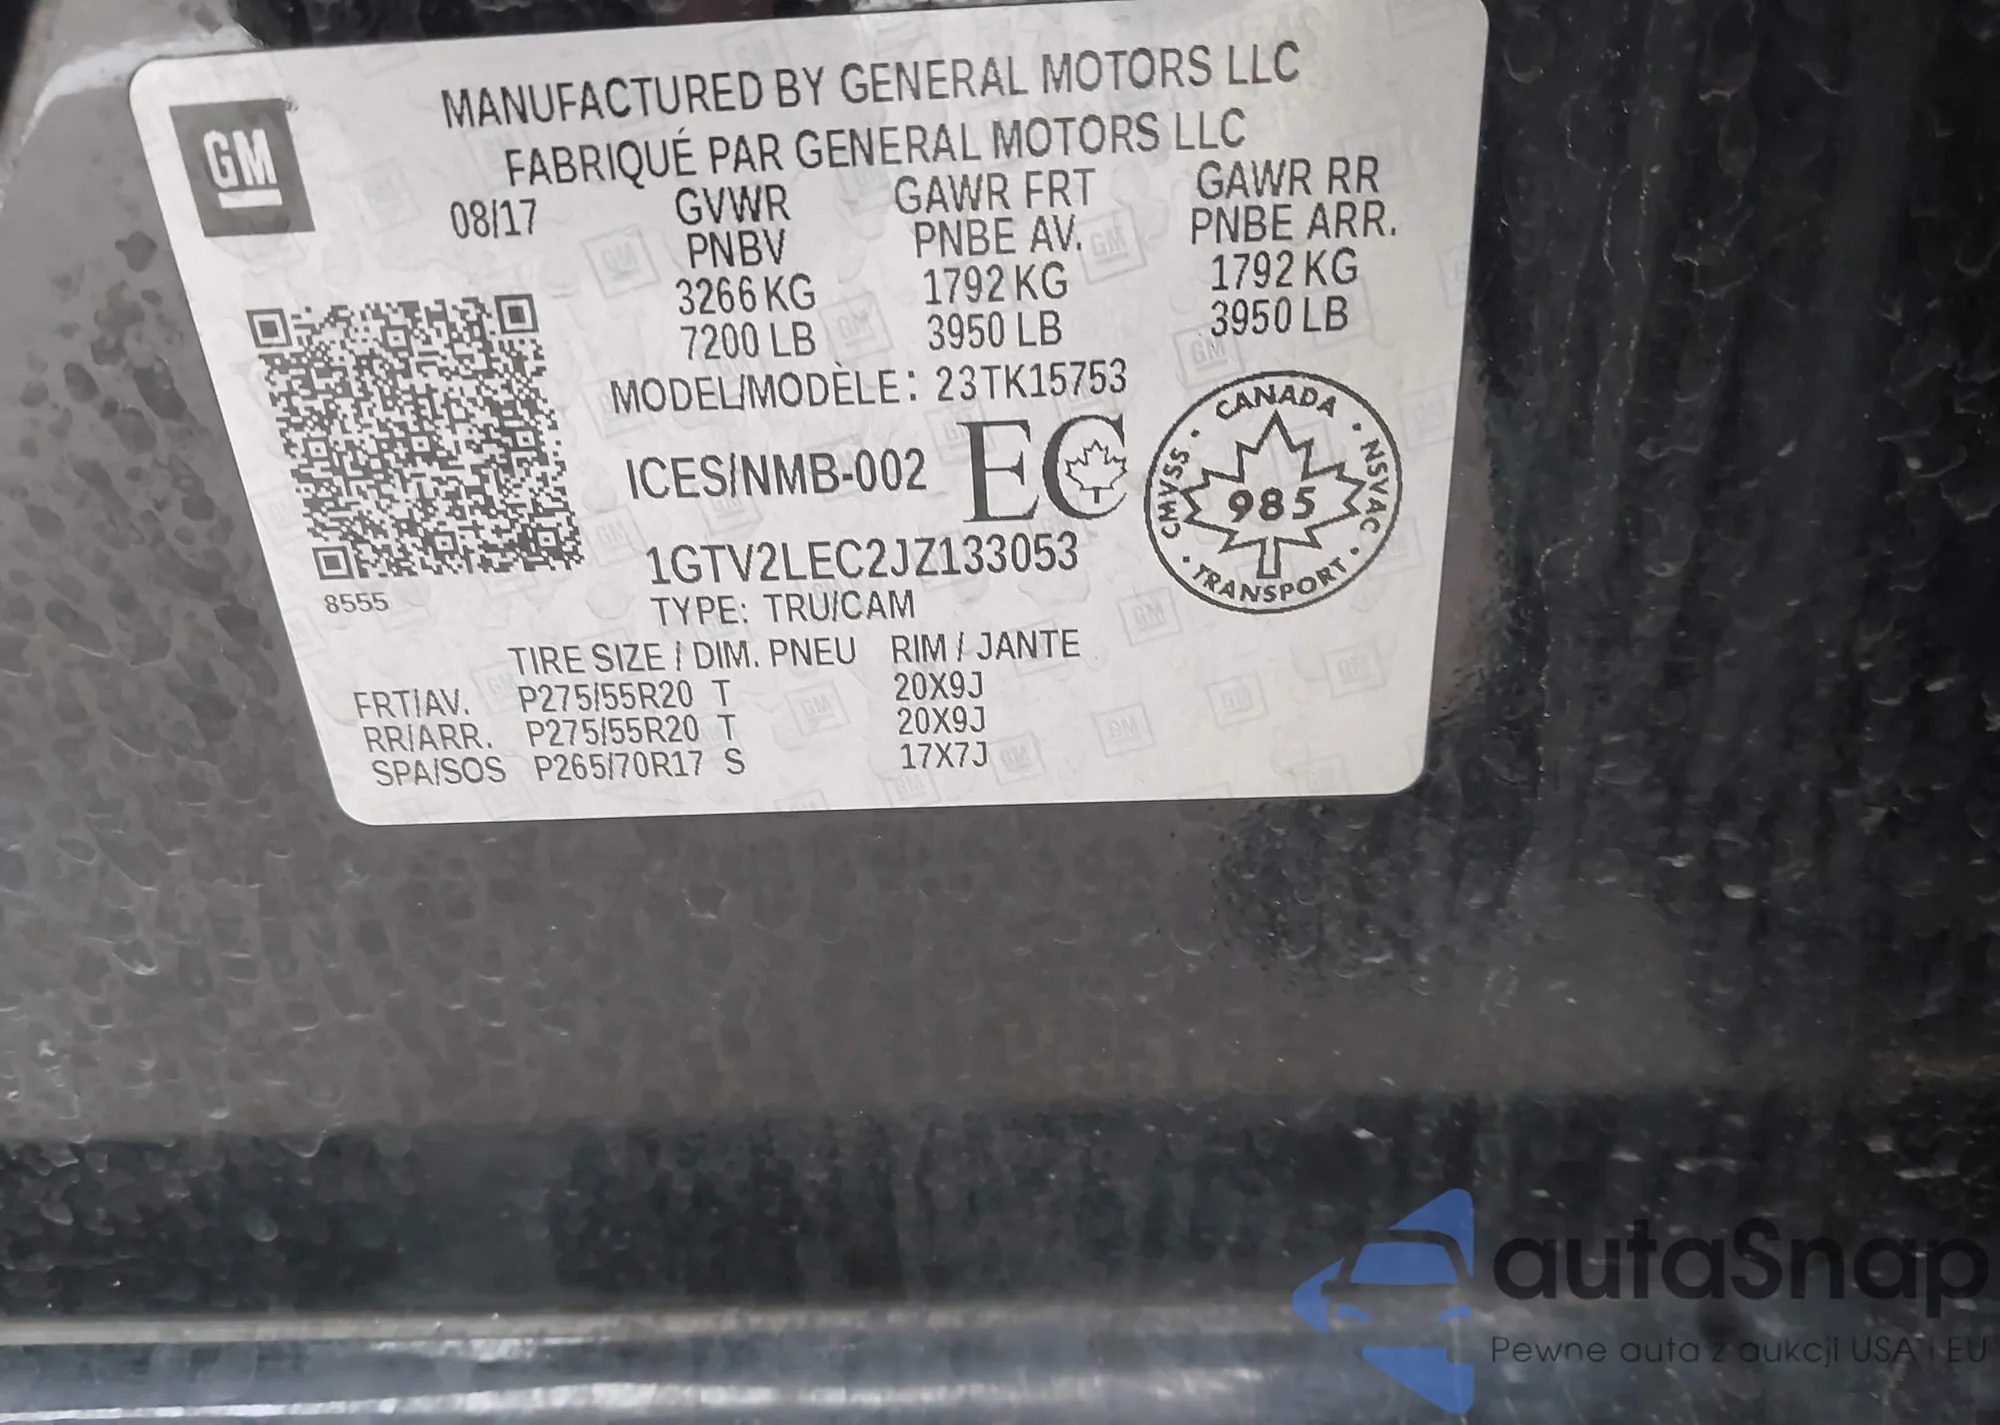 GM
MANUFACTURED BY GENERAL MOTORS LLC
FABRIQUÉ PAR GENERAL MOTORS LLC
08/17 GVWR GAWR FRT GAWR RR
PNBV PNBE AV. PNBE ARR.
3266 KG 1792 KG 1792 KG
7200 LB 3950 LB 3950 LB
MODEL/MODÈLE: 23TK15753
ICES/NMB-002 EC
CANADA
CMVSS 985 NSVAC
TRANSPORT
1GTV2LEC2JZ133053
8555
TYPE: TRU/CAM
TIRE SIZE / DIM. PNEU RIM / JANTE
FRT/AV. P275/55R20 T 20X9J
RR/ARR. P275/55R20 T 20X9J
SPA/SOS P265/70R17 S 17X7J
autaSnap
Pewne auta z aukcji USA i EU